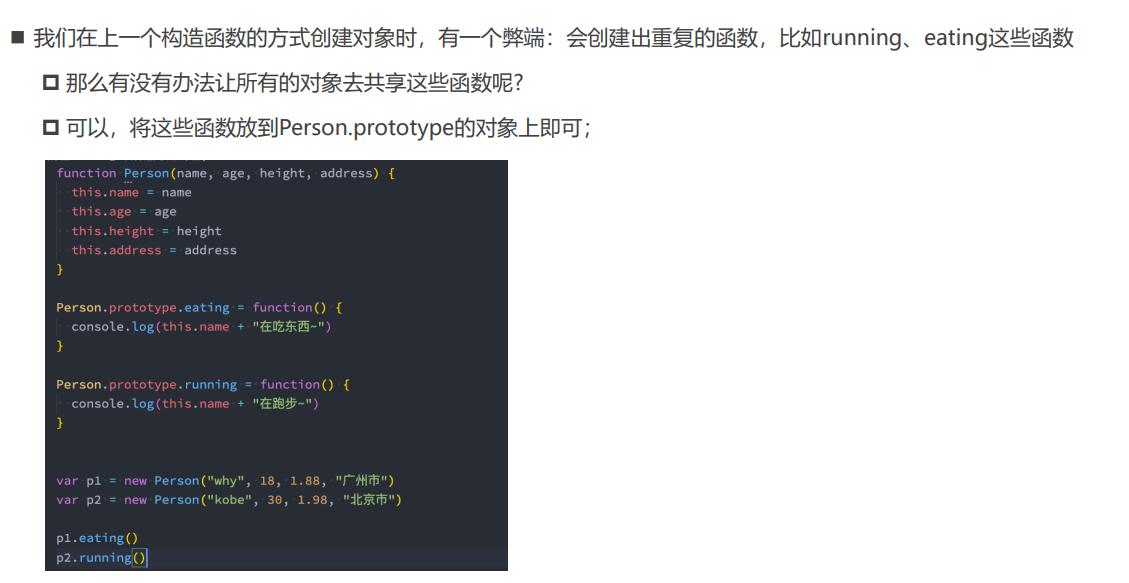 我们在上一个构造函数的方式创建对象时，有一个弊端：会创建出重复的函数，比如running、eating这些函数
那么有没有办法让所有的对象去共享这些函数呢?
可以，将这些函数放到Person.prototype的对象上即可；
function Person(name, age, height, address) {
  this.name = name
  this.age = age
  this.height = height
  this.address = address
}
Person.prototype.eating = function() {
  console.log(this.name + "在吃东西~")
}
Person.prototype.running = function() {
  console.log(this.name + "在跑步~")
}
var p1 = new Person("why", 18, 1.88, "广州市")
var p2 = new Person("kobe", 30, 1.98, "北京市")
p1.eating()
p2.running()